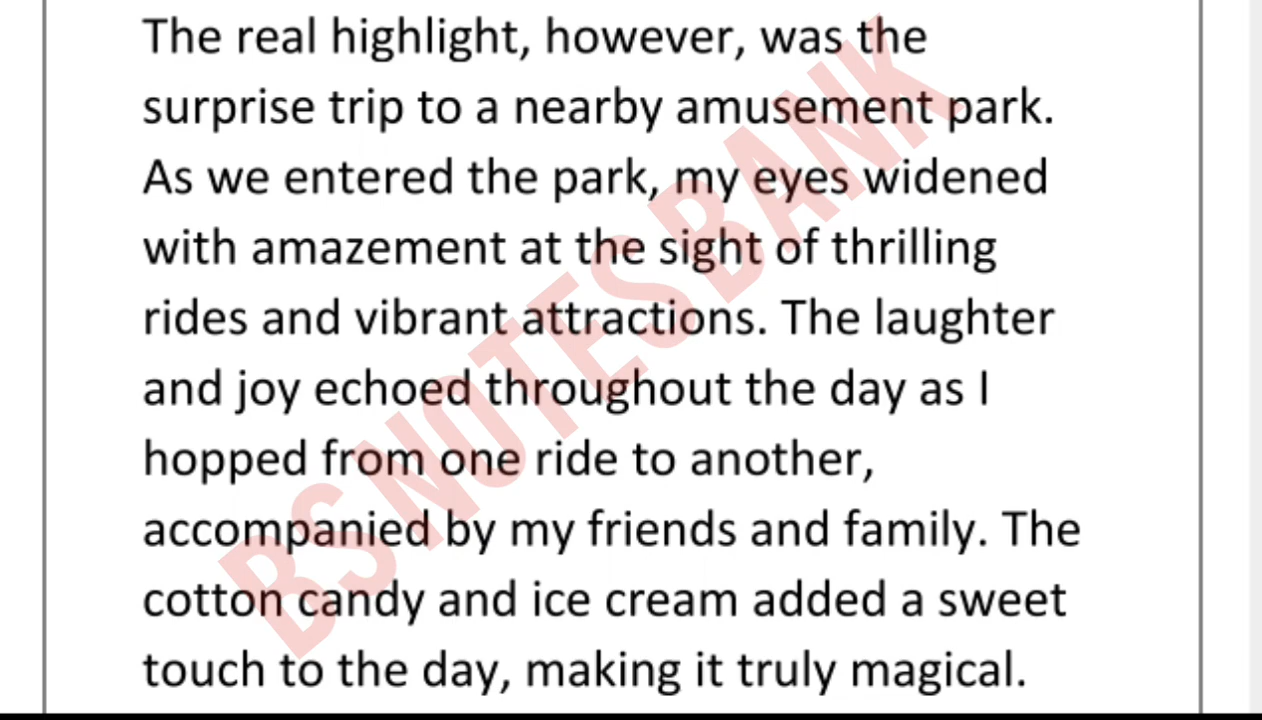 The real highlight, however, was the
surprise trip to a nearby amusement park.
As we entered the park, my eyes widened
with amazement at the sight of thrilling
rides and vibrant attractions. The laughter
and joy echoed throughout the day as I
hopped from one ride to another,
accompanied by my friends and family. The
cotton candy and ice cream added a sweet
touch to the day, making it truly magical.
BSNOTESBANK